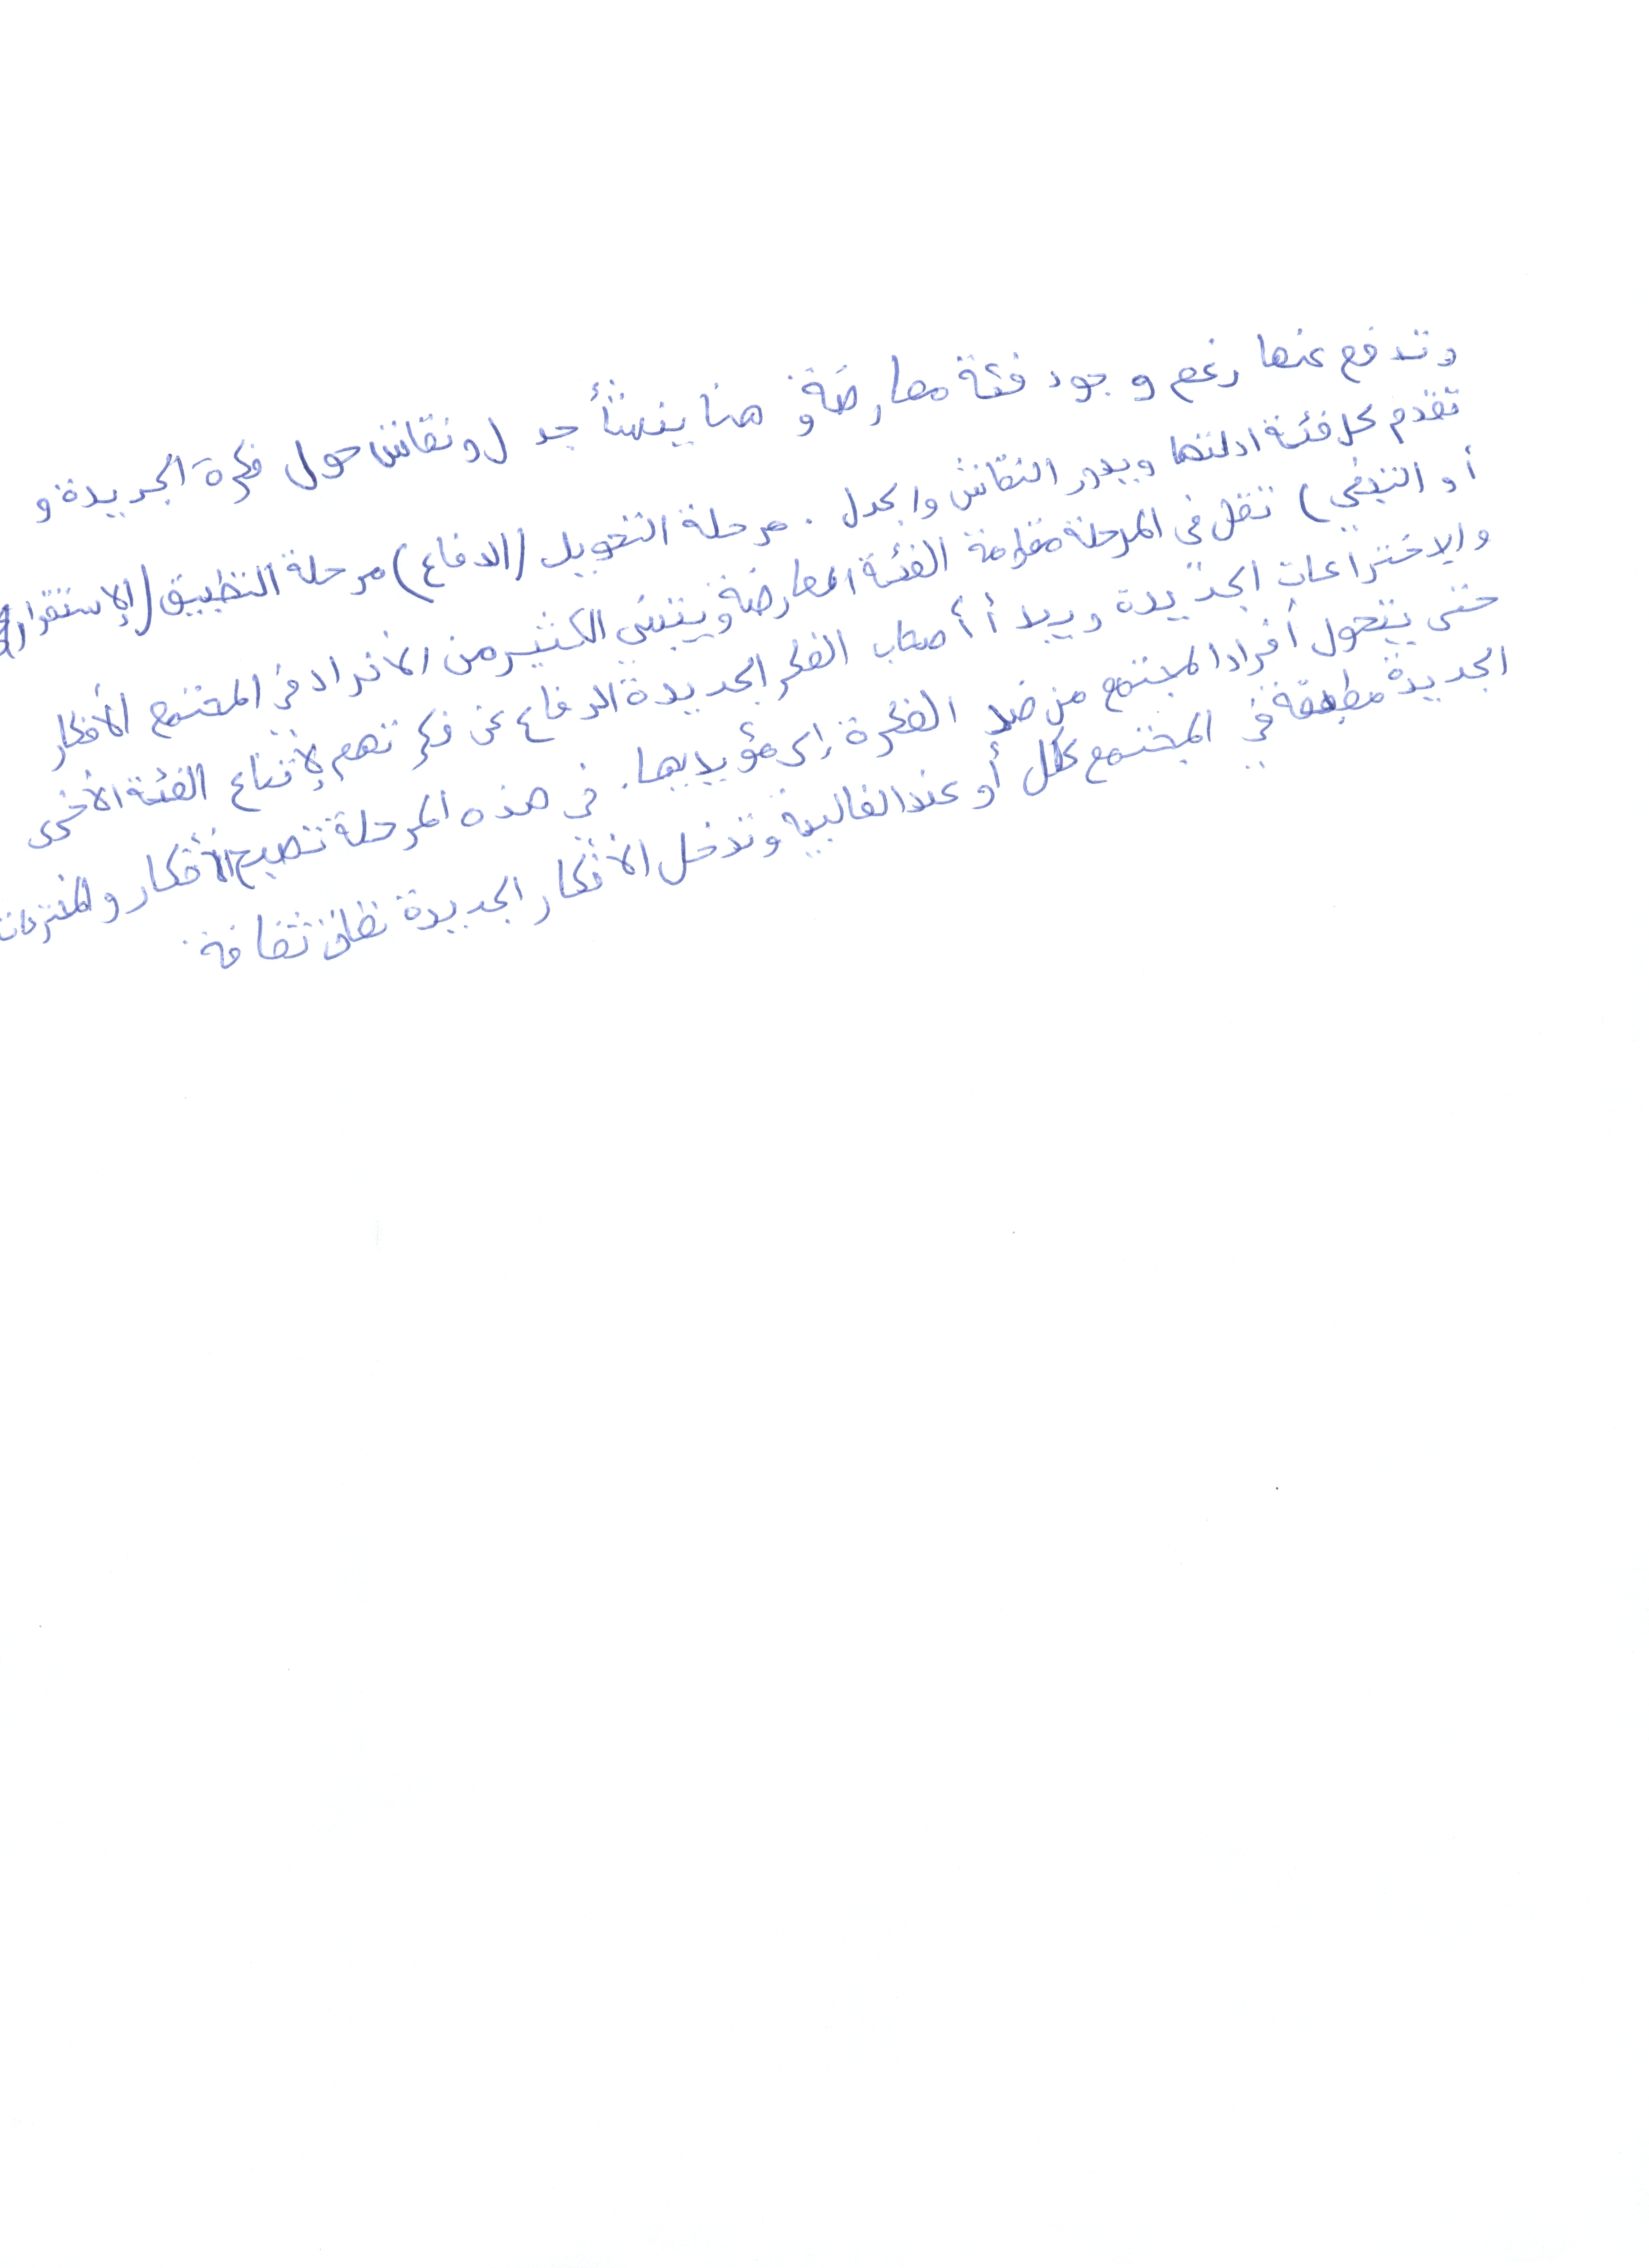 وتدفع عنها رغم وجود فئة معارضة و هنا ينشأ جدل ونقاش حول فكرة الجديدة و
تقدم كل فئة ادلتها ويدور النقاش والجدل . مرحلة التحويل (الدفاع) مرحلة التطبيق (الإستقرار)
أو التبني) تقل في المرحلة مقاومة الفئة المعارضة ويتبنى الكثير من الأفراد في المجتمع الأفكار
والاختراعات الجديدة ويبدأ أصحاب الفكر الجديدة الدفاع عن فكرتهم لإقناع الفئة الأخرى
حتى يتحول أفراد المجتمع من ضد الفكرة إلى مؤيديها. في هذه المرحلة تصبح الأفكار والمخترعات
الجديدة مطبقة في المجتمع ككل أو عند الغالبية وتدخل الأفكار الجديدة ثقافة.